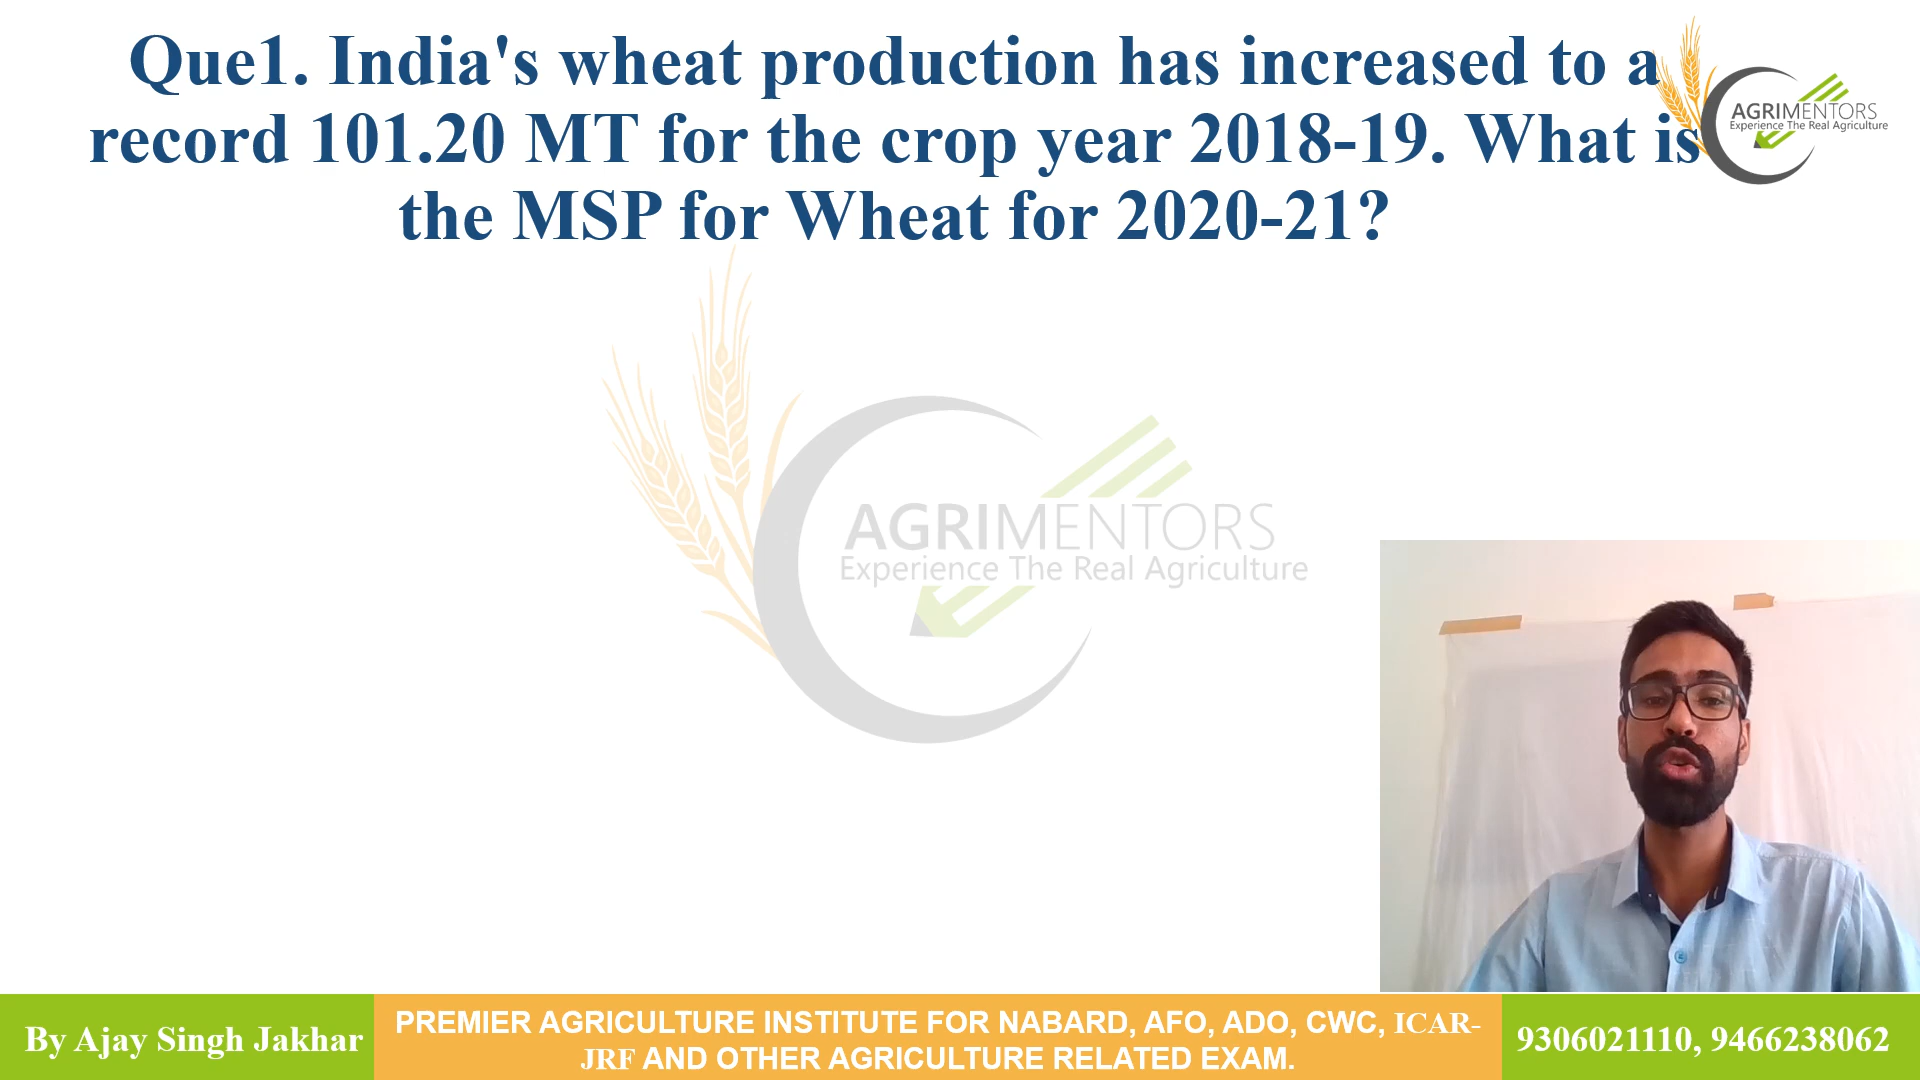 Que1. India's wheat production has increased to a
record 101.20 MT for the crop year 2018-19. What is
the MSP for Wheat for 2020-21?
AGRIMENTORS
Experience The Real Agriculture
AGRIMENTORS
Experience The Real Agriculture
By Ajay Singh Jakhar
PREMIER AGRICULTURE INSTITUTE FOR NABARD, AFO, ADO, CWC, ICAR-
JRF AND OTHER AGRICULTURE RELATED EXAM.
9306021110, 9466238062